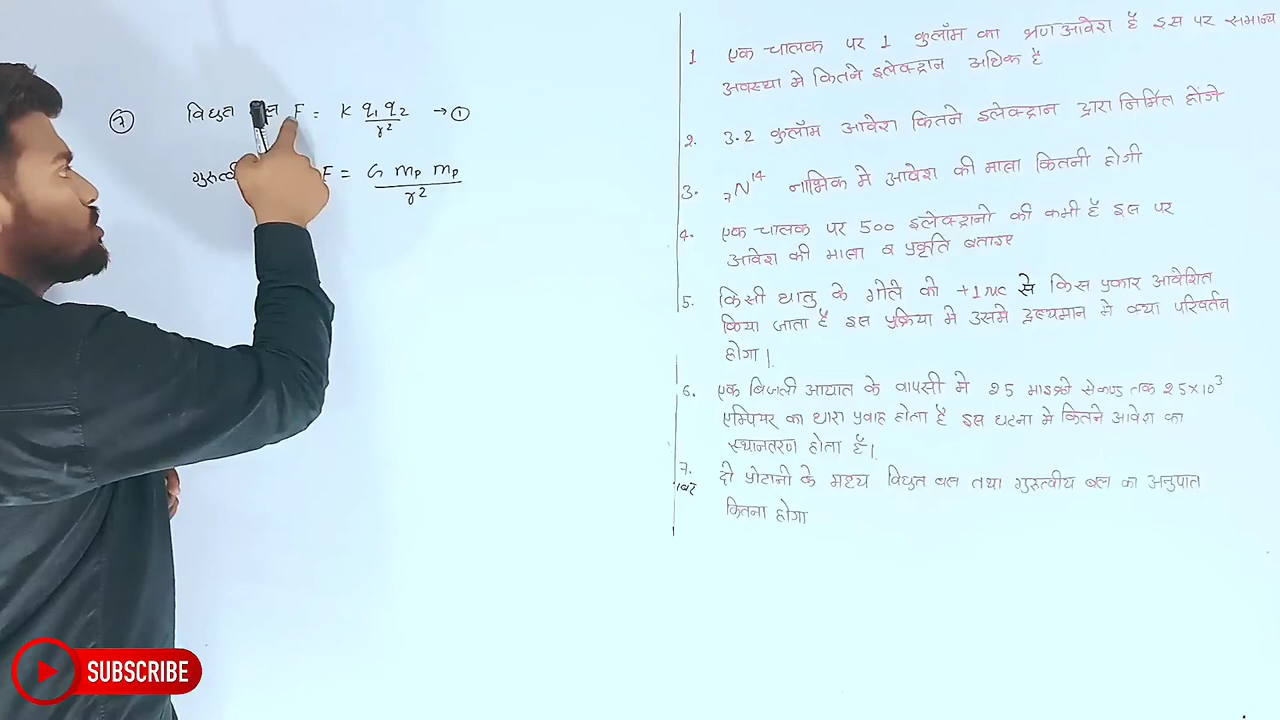 7 विद्युत F = K q₁ q₂ / r² → ①
F = G mₚ mₚ / r²
1 एक चालक पर 1 कुलॉम का ऋण आवेश है इस पर समान्य
अवस्था मे कितने इलेक्ट्रान अधिक है
2. 3.2 कुलॉम आवेश कितने इलेक्ट्रान द्वारा निर्मित होंगे
3. ₇N¹⁴ नाभिक मे आवेश की मात्रा कितनी होगी
4. एक चालक पर 500 इलेक्ट्रानो की कमी है इस पर
आवेश की मात्रा व प्रकृति बताइए
5. किसी धातु के गोले को +1 μc से किस प्रकार आवेशित
किया जाता है इस प्रक्रिया मे उसमे द्रव्यमान मे क्या परिवर्तन
होगा।
6. एक बिजली आघात के वापसी मे 25 माइक्रो सेकण्ड तक 25×10³
एम्पियर का धारा प्रवाह होता है इस घटना मे कितने आवेश का
स्थानतरण होता है।
7. दो प्रोटानो के मध्य विद्युत बल तथा गुरुत्वीय बल का अनुपात
कितना होगा
SUBSCRIBE